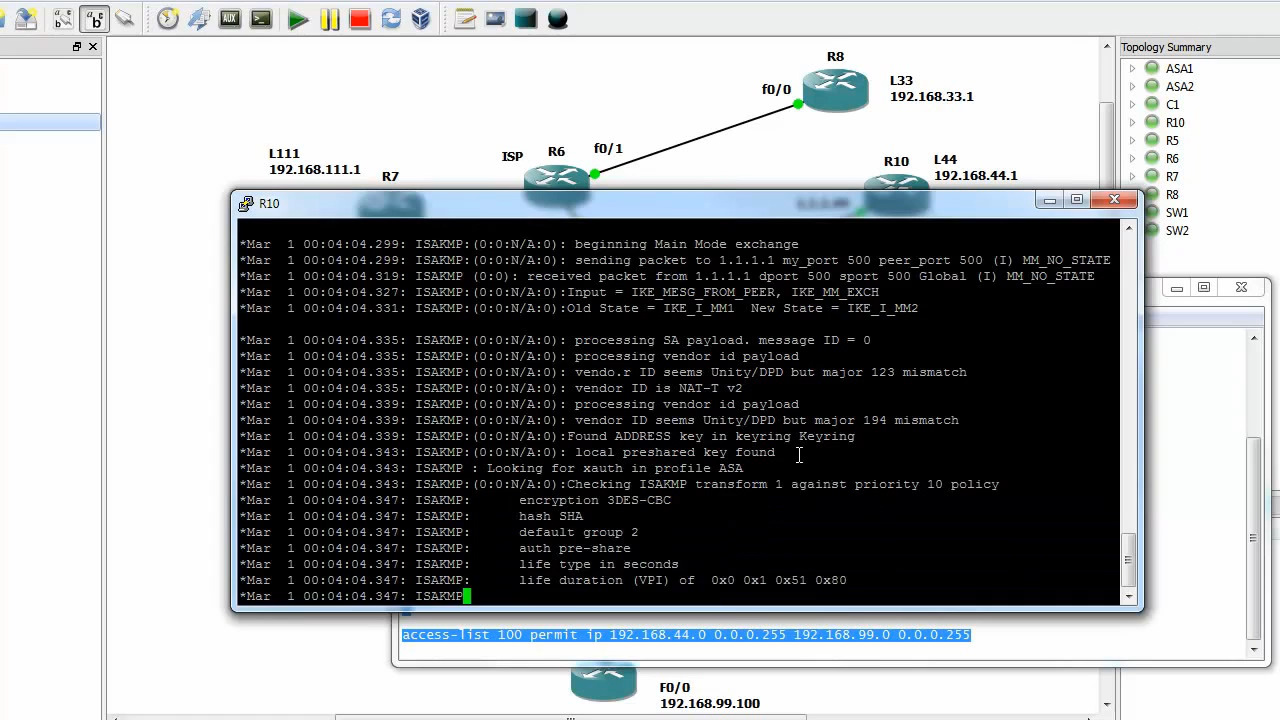 R8
L33
192.168.33.1
f0/0
Topology Summary
ASA1
ASA2
C1
R10
R5
R6
R7
R8
SW1
SW2
L111
192.168.111.1
R7
ISP
R6
f0/1
R10
L44
192.168.44.1
R10
*Mar  1 00:04:04.299: ISAKMP:(0:0:N/A:0): beginning Main Mode exchange
*Mar  1 00:04:04.299: ISAKMP:(0:0:N/A:0): sending packet to 1.1.1.1 my_port 500 peer_port 500 (I) MM_NO_STATE
*Mar  1 00:04:04.319: ISAKMP (0:0): received packet from 1.1.1.1 dport 500 sport 500 Global (I) MM_NO_STATE
*Mar  1 00:04:04.327: ISAKMP:(0:0:N/A:0):Input = IKE_MESG_FROM_PEER, IKE_MM_EXCH
*Mar  1 00:04:04.331: ISAKMP:(0:0:N/A:0):Old State = IKE_I_MM1  New State = IKE_I_MM2
*Mar  1 00:04:04.335: ISAKMP:(0:0:N/A:0): processing SA payload. message ID = 0
*Mar  1 00:04:04.335: ISAKMP:(0:0:N/A:0): processing vendor id payload
*Mar  1 00:04:04.335: ISAKMP:(0:0:N/A:0): vendo.r ID seems Unity/DPD but major 123 mismatch
*Mar  1 00:04:04.335: ISAKMP:(0:0:N/A:0): vendor ID is NAT-T v2
*Mar  1 00:04:04.339: ISAKMP:(0:0:N/A:0): processing vendor id payload
*Mar  1 00:04:04.339: ISAKMP:(0:0:N/A:0): vendor ID seems Unity/DPD but major 194 mismatch
*Mar  1 00:04:04.339: ISAKMP:(0:0:N/A:0):Found ADDRESS key in keyring Keyring
*Mar  1 00:04:04.343: ISAKMP:(0:0:N/A:0): local preshared key found
*Mar  1 00:04:04.343: ISAKMP : Looking for xauth in profile ASA
*Mar  1 00:04:04.343: ISAKMP:(0:0:N/A:0):Checking ISAKMP transform 1 against priority 10 policy
*Mar  1 00:04:04.347: ISAKMP:      encryption 3DES-CBC
*Mar  1 00:04:04.347: ISAKMP:      hash SHA
*Mar  1 00:04:04.347: ISAKMP:      default group 2
*Mar  1 00:04:04.347: ISAKMP:      auth pre-share
*Mar  1 00:04:04.347: ISAKMP:      life type in seconds
*Mar  1 00:04:04.347: ISAKMP:      life duration (VPI) of  0x0 0x1 0x51 0x80
*Mar  1 00:04:04.347: ISAKMP
access-list 100 permit ip 192.168.44.0 0.0.0.255 192.168.99.0 0.0.0.255
F0/0
192.168.99.100